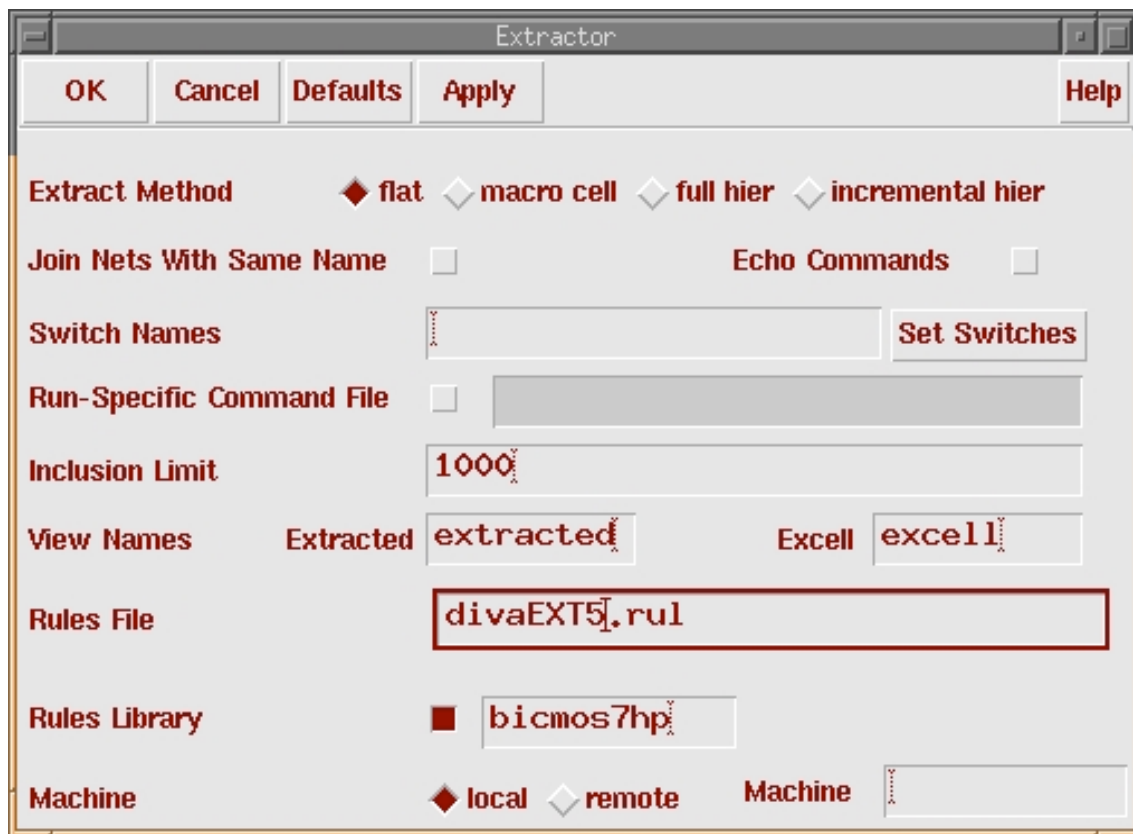 Extractor
OK Cancel Defaults Apply Help
Extract Method flat macro cell full hier incremental hier
Join Nets With Same Name Echo Commands
Switch Names Set Switches
Run-Specific Command File
Inclusion Limit 1000
View Names Extracted extracted Excell excell
Rules File divaEXT5.rul
Rules Library bicmos7hp
Machine local remote Machine